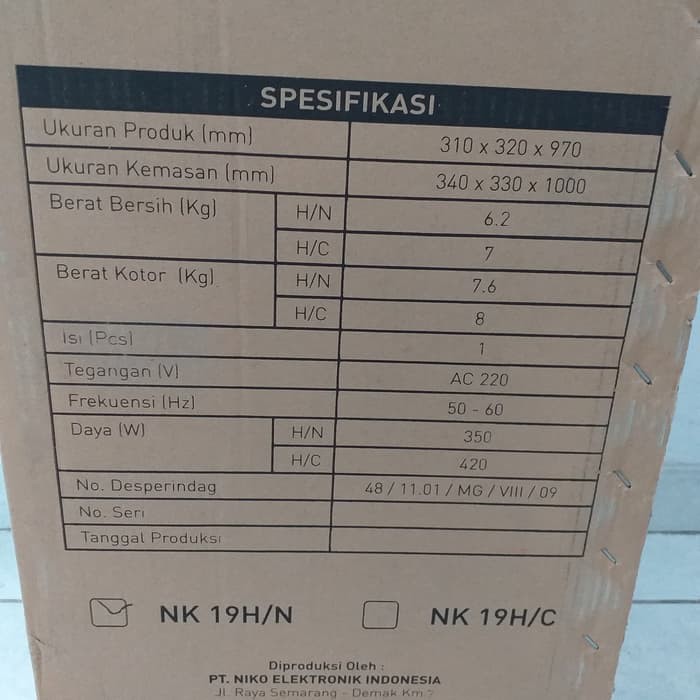 SPESIFIKASI
Ukuran Produk (mm) 310 x 320 x 970
Ukuran Kemasan (mm) 340 x 330 x 1000
Berat Bersih (Kg) H/N 6.2
H/C 7
Berat Kotor (Kg) H/N 7.6
H/C 8
Isi (Pcs) 1
Tegangan (V) AC 220
Frekuensi (Hz) 50 - 60
Daya (W) H/N 350
H/C 420
No. Desperindag 48 / 11.01 / MG / VIII / 09
No. Seri
Tanggal Produksi
NK 19H/N NK 19H/C
Diproduksi Oleh :
PT. NIKO ELEKTRONIK INDONESIA
Jl. Raya Semarang - Demak Km